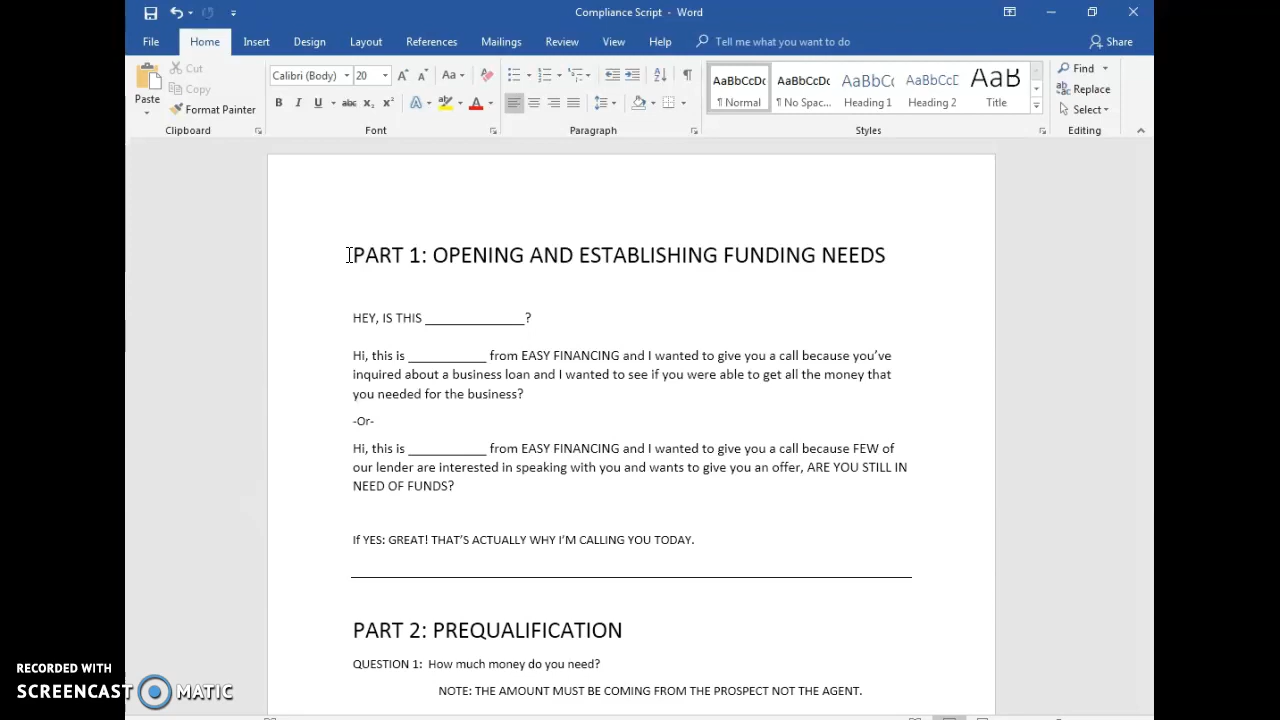 Compliance Script - Word
File Home Insert Design Layout References Mailings Review View Help Tell me what you want to do Share
Cut
Calibri (Body) 20 Aa
AaBbCcDc AaBbCcDc AaBbCc AaBbCcD AaB
Find
Copy
Replace
Paste
B I U abc x₂ x² A ab A
¶ Normal ¶ No Spac... Heading 1 Heading 2 Title
Format Painter
Select
Clipboard Font Paragraph Styles Editing
PART 1: OPENING AND ESTABLISHING FUNDING NEEDS
HEY, IS THIS _______________?
Hi, this is ____________ from EASY FINANCING and I wanted to give you a call because you’ve
inquired about a business loan and I wanted to see if you were able to get all the money that
you needed for the business?
-Or-
Hi, this is ____________ from EASY FINANCING and I wanted to give you a call because FEW of
our lender are interested in speaking with you and wants to give you an offer, ARE YOU STILL IN
NEED OF FUNDS?
If YES: GREAT! THAT’S ACTUALLY WHY I’M CALLING YOU TODAY.
PART 2: PREQUALIFICATION
QUESTION 1: How much money do you need?
NOTE: THE AMOUNT MUST BE COMING FROM THE PROSPECT NOT THE AGENT.
RECORDED WITH
SCREENCAST MATIC